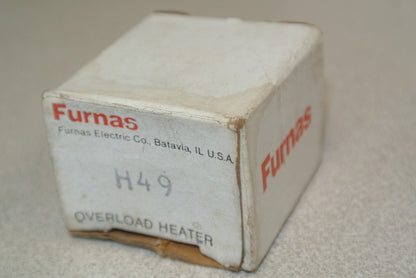 Furnas
Furnas Electric Co., Batavia, IL U.S.A.
H49
OVERLOAD HEATER
Furnas